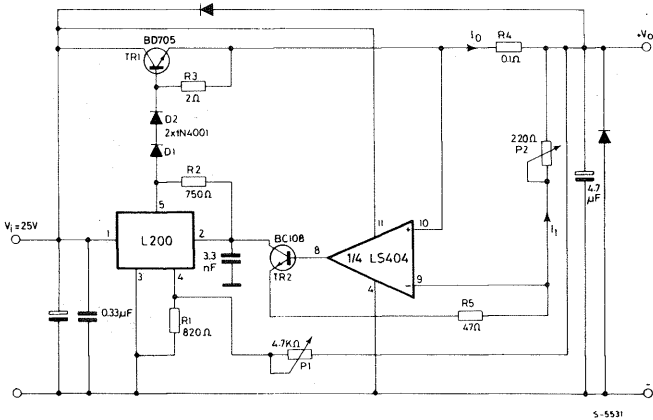 BD705
TR1
I0
R4
0.1Ω
+Vo
R3
2Ω
D2
2x1N4001
D1
220Ω
P2
R2
750Ω
4.7
μF
Vi=25V
5
11
10
1
L200
2
BC108
8
+
1/4 LS404
I1
3.3
nF
TR2
3
4
4
−
9
0.33μF
R1
820Ω
R5
47Ω
4.7KΩ
P1
−
S-5531